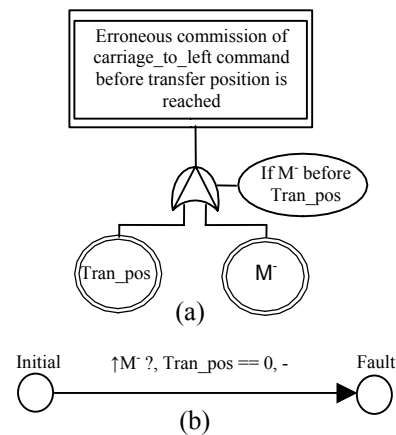 Erroneous commission of
carriage_to_left command
before transfer position is
reached
If M⁻ before
Tran_pos
Tran_pos
M⁻
(a)
Initial
↑M⁻ ?, Tran_pos == 0, -
Fault
(b)